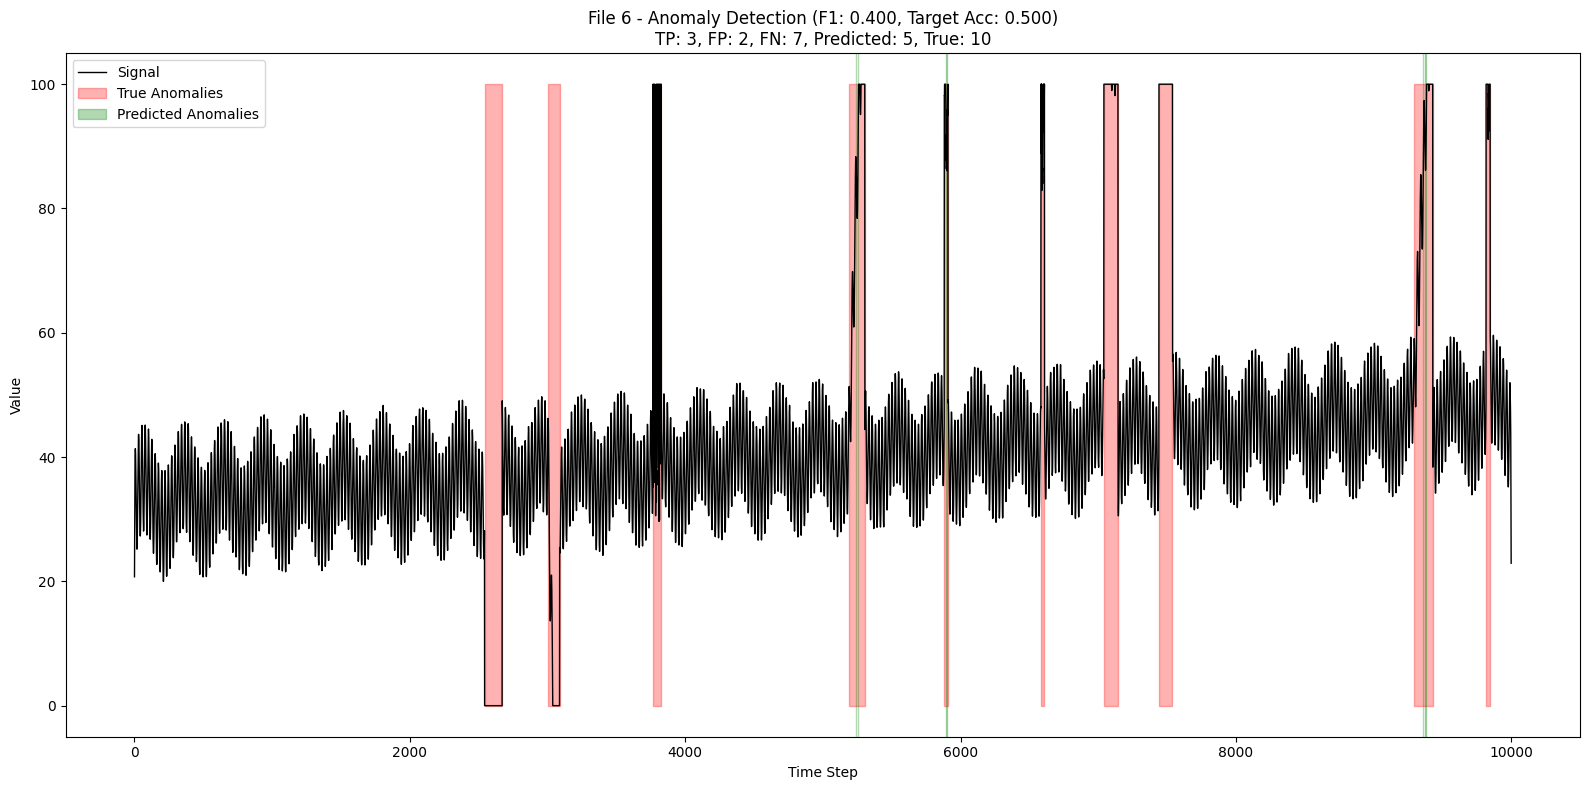 File 6 - Anomaly Detection (F1: 0.400, Target Acc: 0.500)
TP: 3, FP: 2, FN: 7, Predicted: 5, True: 10
Signal
True Anomalies
Predicted Anomalies
100
80
60
40
20
0
Value
0
2000
4000
6000
8000
10000
Time Step